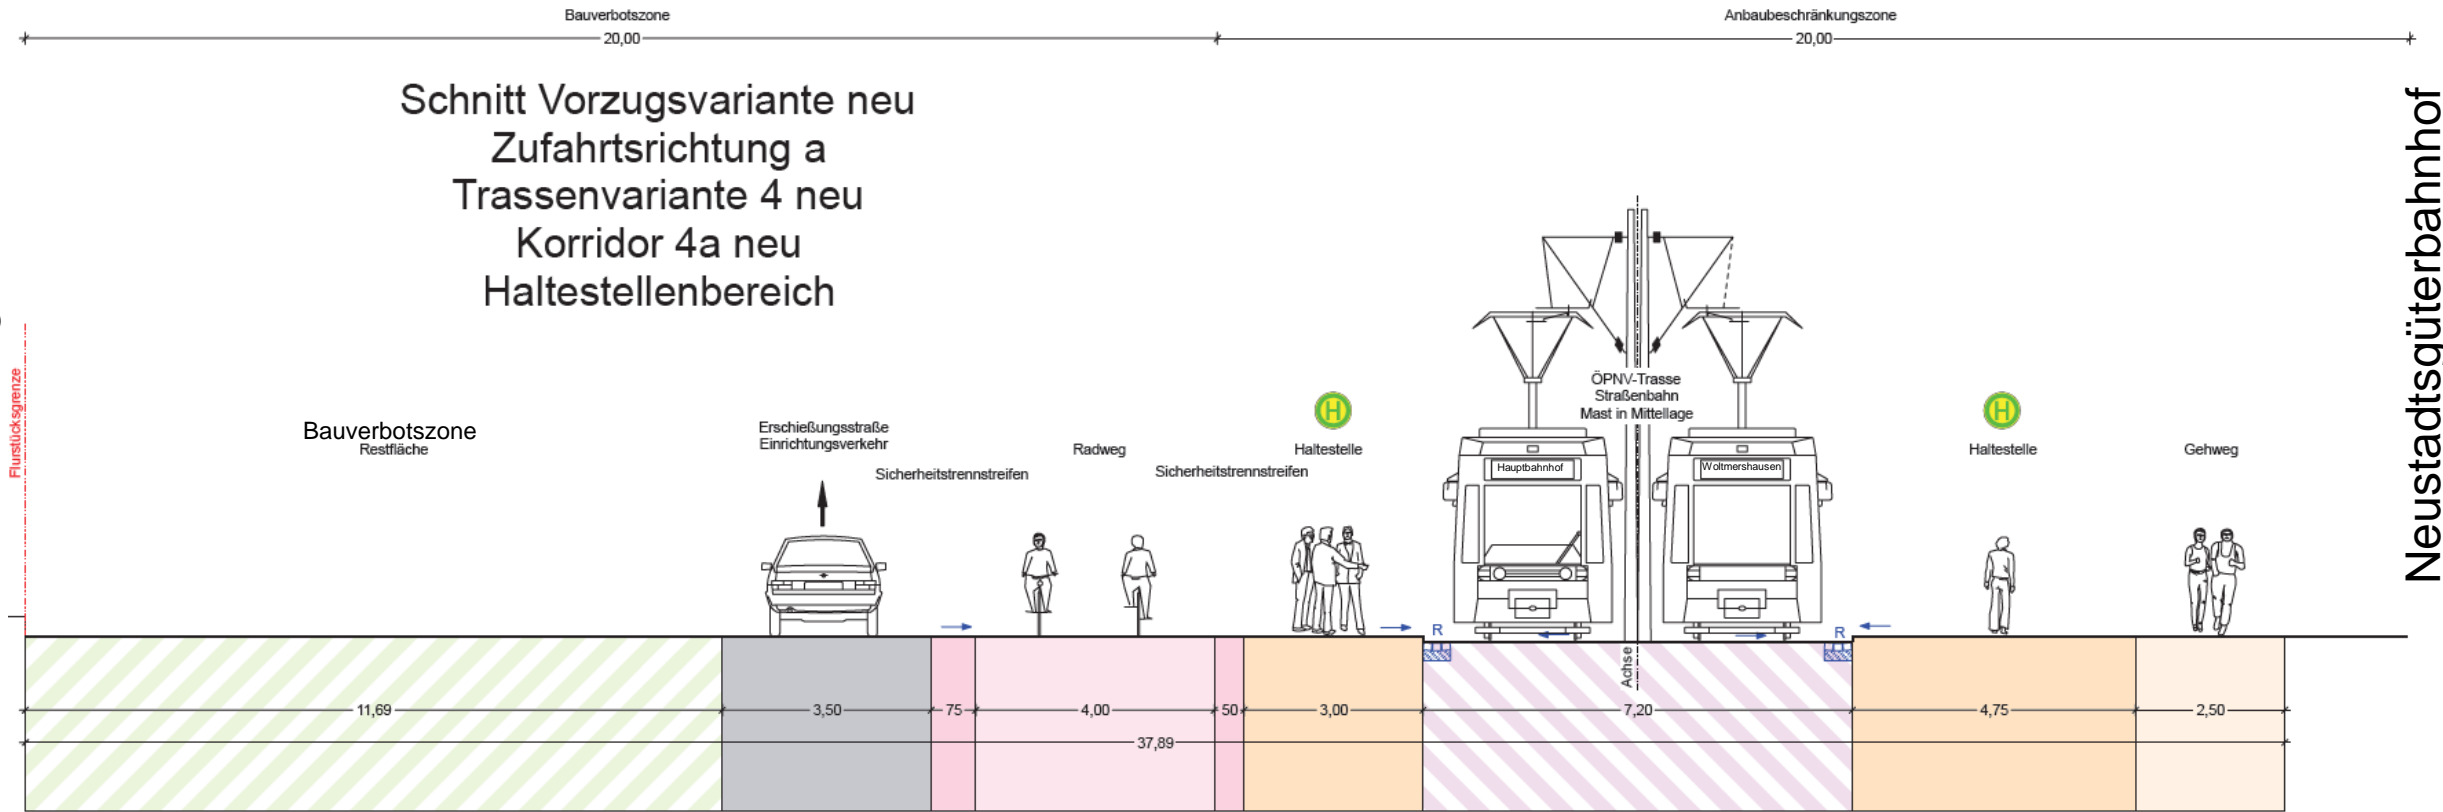 Bauverbotszone
Anbaubeschränkungszone
20,00
20,00
Schnitt Vorzugsvariante neu
Zufahrtsrichtung a
Trassenvariante 4 neu
Korridor 4a neu
Haltestellenbereich
Neustadtsgüterbahnhof
Flurstücksgrenze
Bauverbotszone
Restfläche
Erschießungsstraße
Einrichtungsverkehr
Sicherheitstrennstreifen
Radweg
Sicherheitstrennstreifen
H
Haltestelle
ÖPNV-Trasse
Straßenbahn
Mast in Mittellage
Hauptbahnhof
Woltmershausen
H
Haltestelle
Gehweg
R
R
Achse
11,69
3,50
75
4,00
50
3,00
7,20
4,75
2,50
37,89